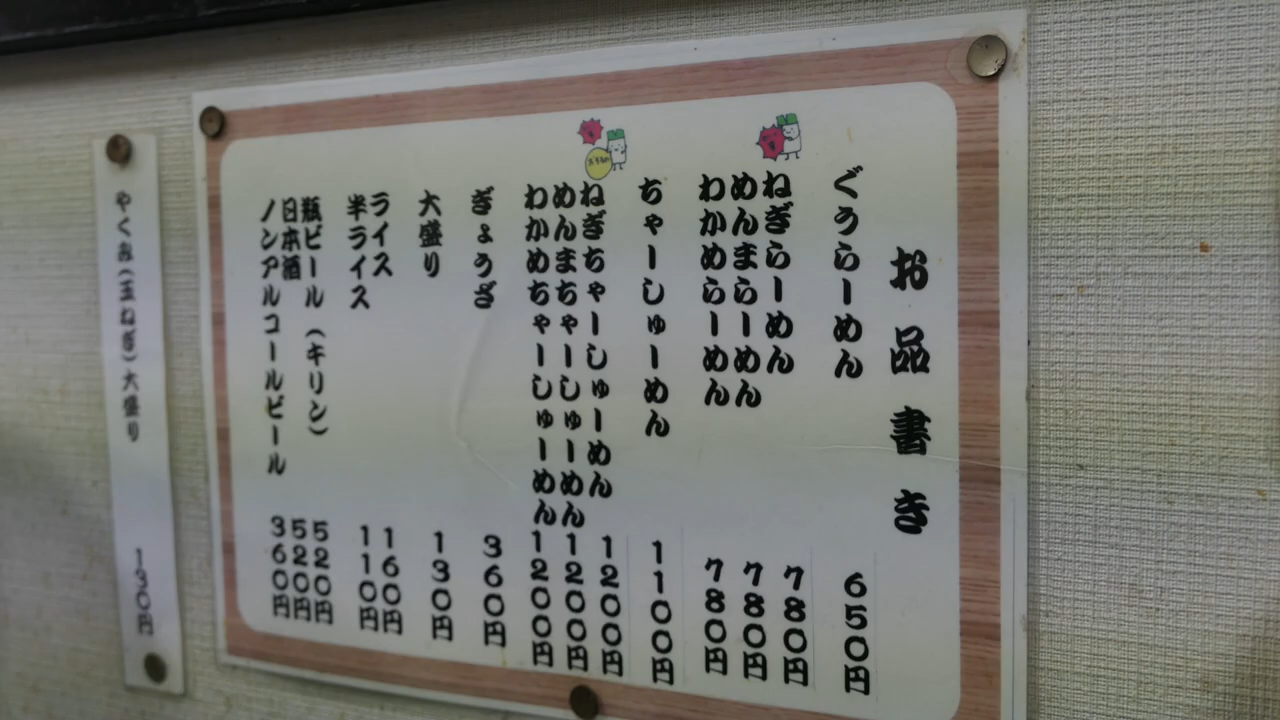 お品書き
ぐうらーめん 650円
ねぎらーめん 780円
めんまらーめん 780円
わかめらーめん 780円
ちゃーしゅーめん 1100円
ねぎちゃーしゅーめん 1200円
めんまちゃーしゅーめん 1200円
わかめちゃーしゅーめん 1200円
ぎょうざ 360円
大盛り 130円
ライス 160円
半ライス 110円
瓶ビール(キリン) 520円
日本酒 520円
ノンアルコールビール 360円
やくみ(玉ねぎ)大盛り 130円